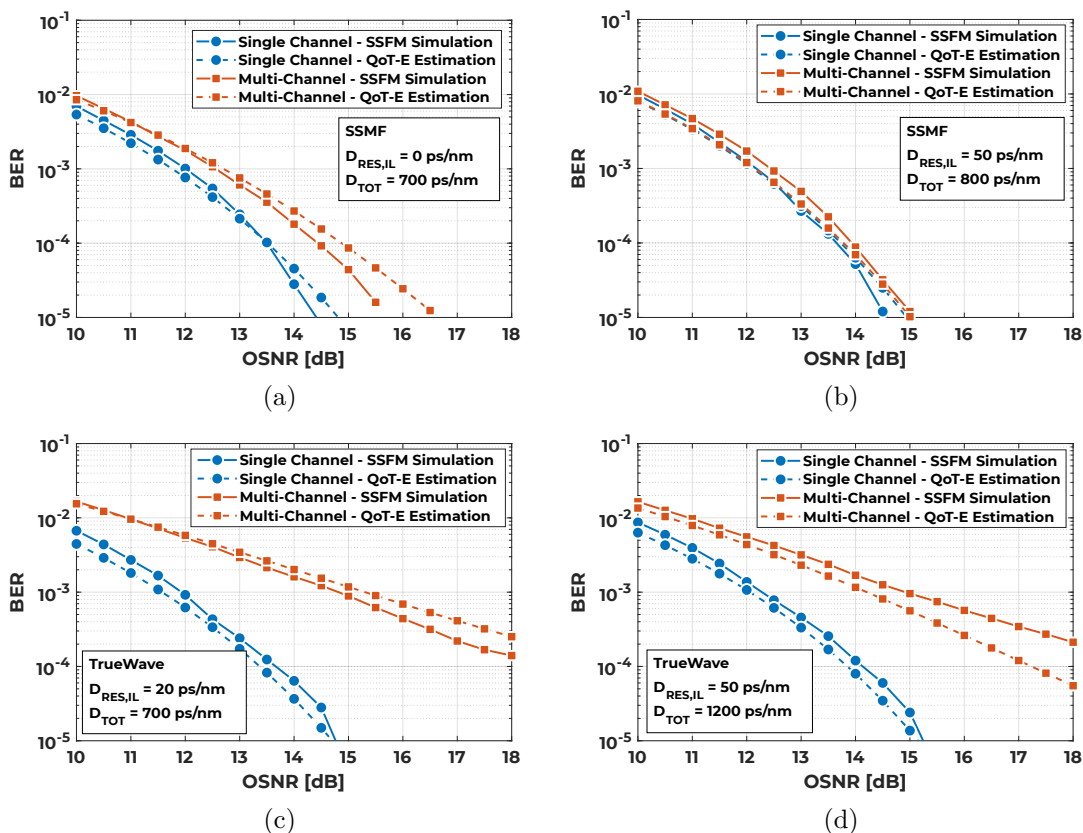 10^-1
10^-2
10^-3
10^-4
10^-5
BER
Single Channel - SSFM Simulation
Single Channel - QoT-E Estimation
Multi-Channel - SSFM Simulation
Multi-Channel - QoT-E Estimation
SSMF
D_RES,IL = 0 ps/nm
D_TOT = 700 ps/nm
10 11 12 13 14 15 16 17 18
OSNR [dB]
(a)
10^-1
10^-2
10^-3
10^-4
10^-5
BER
Single Channel - SSFM Simulation
Single Channel - QoT-E Estimation
Multi-Channel - SSFM Simulation
Multi-Channel - QoT-E Estimation
SSMF
D_RES,IL = 50 ps/nm
D_TOT = 800 ps/nm
10 11 12 13 14 15 16 17 18
OSNR [dB]
(b)
10^-1
10^-2
10^-3
10^-4
10^-5
BER
Single Channel - SSFM Simulation
Single Channel - QoT-E Estimation
Multi-Channel - SSFM Simulation
Multi-Channel - QoT-E Estimation
TrueWave
D_RES,IL = 20 ps/nm
D_TOT = 700 ps/nm
10 11 12 13 14 15 16 17 18
OSNR [dB]
(c)
10^-1
10^-2
10^-3
10^-4
10^-5
BER
Single Channel - SSFM Simulation
Single Channel - QoT-E Estimation
Multi-Channel - SSFM Simulation
Multi-Channel - QoT-E Estimation
TrueWave
D_RES,IL = 50 ps/nm
D_TOT = 1200 ps/nm
10 11 12 13 14 15 16 17 18
OSNR [dB]
(d)